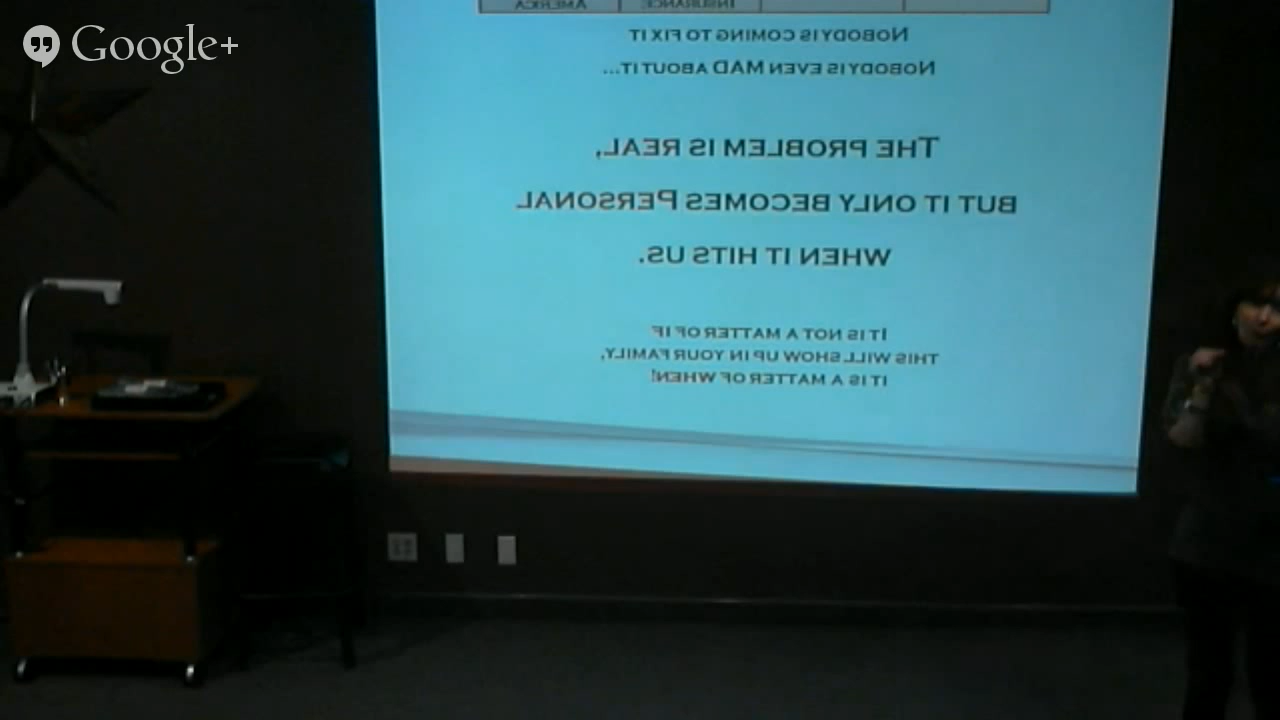 Google+
AMERICA INSURANCE
NOBODY IS COMING TO FIX IT
NOBODY IS EVEN MAD ABOUT IT...
THE PROBLEM IS REAL,
BUT IT ONLY BECOMES PERSONAL
WHEN IT HITS US.
IT IS NOT A MATTER OF IF
THIS WILL SHOW UP IN YOUR FAMILY,
IT IS A MATTER OF WHEN!